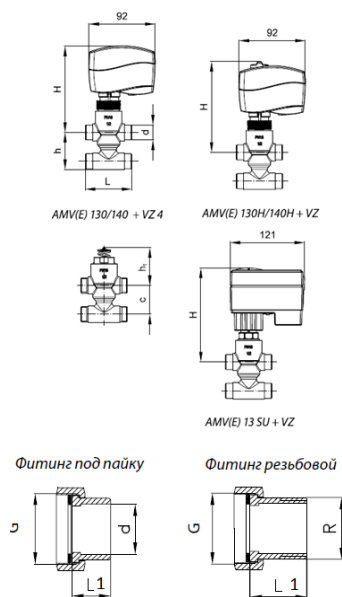 92
H
h
d
L
92
H
AMV(E) 130/140 + VZ 4
AMV(E) 130H/140H + VZ
h₁
c
121
H
AMV(E) 13 SU + VZ
Фитинг под пайку
Фитинг резьбовой
G
d
L1
G
R
L 1